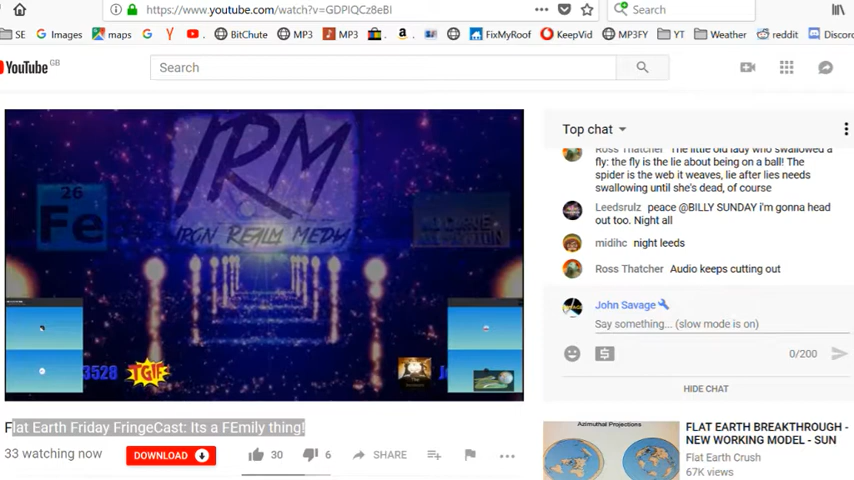 https://www.youtube.com/watch?v=GDPIQCz8eBI
Search
SE Images maps BitChute MP3 MP3 FixMyRoof KeepVid MP3FY YT Weather reddit Discord
YouTube GB
Search
Top chat
IRM
IRON REALM MEDIA
26
Fe
3528 TGIF
Ross Thatcher The little old lady who swallowed a
fly: the fly is the lie about being on a ball! The
spider is the web it weaves, lie after lies needs
swallowing until she's dead, of course
Leedsrulz peace @BILLY SUNDAY i'm gonna head
out too. Night all
midihc night leeds
Ross Thatcher Audio keeps cutting out
John Savage
Say something... (slow mode is on)
0/200
HIDE CHAT
Flat Earth Friday FringeCast: Its a FEmily thing!
33 watching now DOWNLOAD 30 6 SHARE
Azimuthal Projections
FLAT EARTH BREAKTHROUGH -
NEW WORKING MODEL - SUN
Flat Earth Crush
67K views